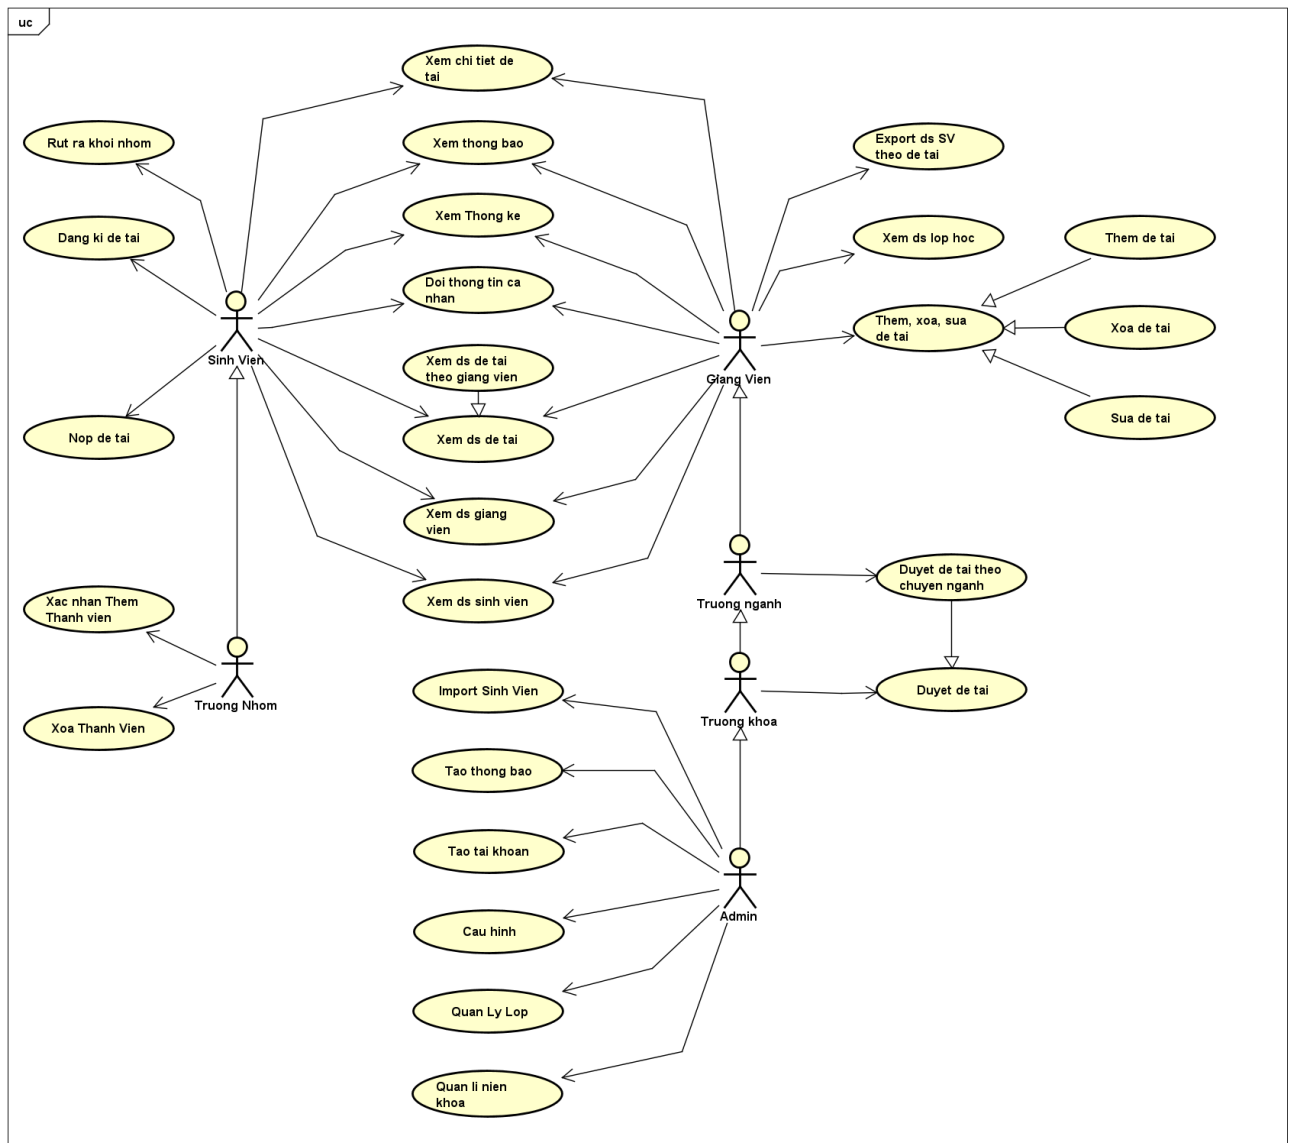 uc
Xem chi tiet de
tai
Rut ra khoi nhom
Xem thong bao
Export ds SV
theo de tai
Dang ki de tai
Xem Thong ke
Xem ds lop hoc
Them de tai
Doi thong tin ca
nhan
Them, xoa, sua
de tai
Xoa de tai
Sinh Vien
Xem ds de tai
theo giang vien
Giang Vien
Nop de tai
Xem ds de tai
Sua de tai
Xem ds giang
vien
Xac nhan Them
Thanh vien
Xem ds sinh vien
Truong nganh
Duyet de tai theo
chuyen nganh
Truong Nhom
Import Sinh Vien
Truong khoa
Duyet de tai
Xoa Thanh Vien
Tao thong bao
Tao tai khoan
Admin
Cau hinh
Quan Ly Lop
Quan li nien
khoa